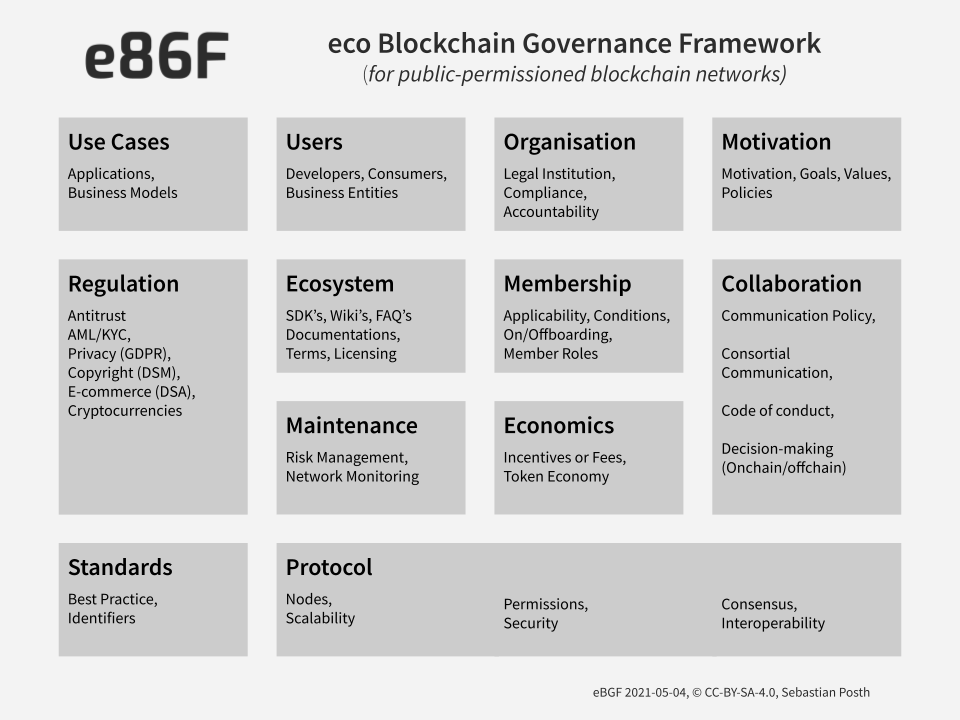 e86F
eco Blockchain Governance Framework
(for public-permissioned blockchain networks)
Use Cases
Applications,
Business Models
Users
Developers, Consumers,
Business Entities
Organisation
Legal Institution,
Compliance,
Accountability
Motivation
Motivation, Goals, Values,
Policies
Regulation
Antitrust
AML/KYC,
Privacy (GDPR),
Copyright (DSM),
E-commerce (DSA),
Cryptocurrencies
Ecosystem
SDK’s, Wiki’s, FAQ’s
Documentations,
Terms, Licensing
Membership
Applicability, Conditions,
On/Offboarding,
Member Roles
Collaboration
Communication Policy,
Consortial
Communication,
Code of conduct,
Decision-making
(Onchain/offchain)
Maintenance
Risk Management,
Network Monitoring
Economics
Incentives or Fees,
Token Economy
Standards
Best Practice,
Identifiers
Protocol
Nodes,
Scalability
Permissions,
Security
Consensus,
Interoperability
eBGF 2021-05-04, © CC-BY-SA-4.0, Sebastian Posth